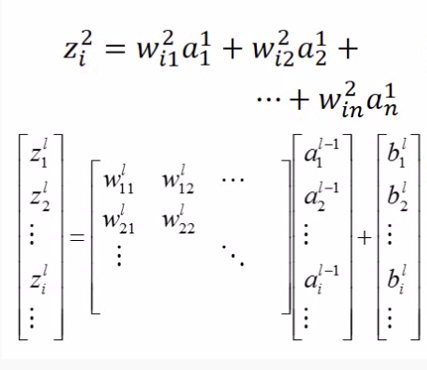 z_i^2 = w_{i1}^2 a_1^1 + w_{i2}^2 a_2^1 +
⋯ + w_{in}^2 a_n^1
[z_1^l z_2^l ⋮ z_i^l ⋮] = [w_{11}^l w_{12}^l ⋯ w_{21}^l w_{22}^l ⋮ ⋱] [a_1^{l-1} a_2^{l-1} ⋮ a_i^{l-1} ⋮] + [b_1^l b_2^l ⋮ b_i^l ⋮]